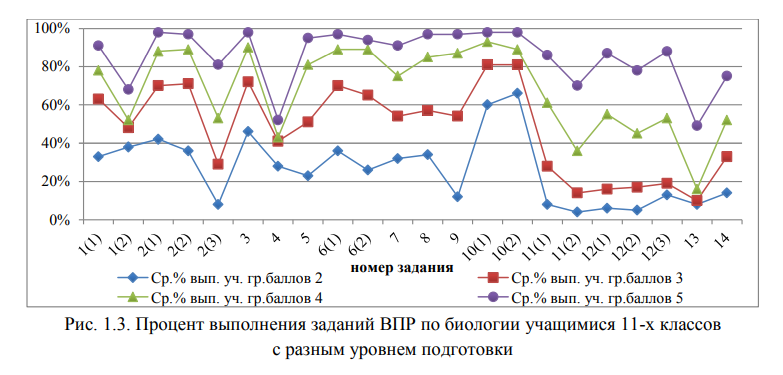 100%
80%
60%
40%
20%
0%
1(1) 1(2) 2(1) 2(2) 2(3) 3 4 5 6(1) 6(2) 7 8 9 10(1) 10(2) 11(1) 11(2) 12(1) 12(2) 12(3) 13 14
номер задания
Ср.% вып. уч. гр.баллов 2 Ср.% вып. уч. гр.баллов 3
Ср.% вып. уч. гр.баллов 4 Ср.% вып. уч. гр.баллов 5
Рис. 1.3. Процент выполнения заданий ВПР по биологии учащимися 11-х классов
с разным уровнем подготовки